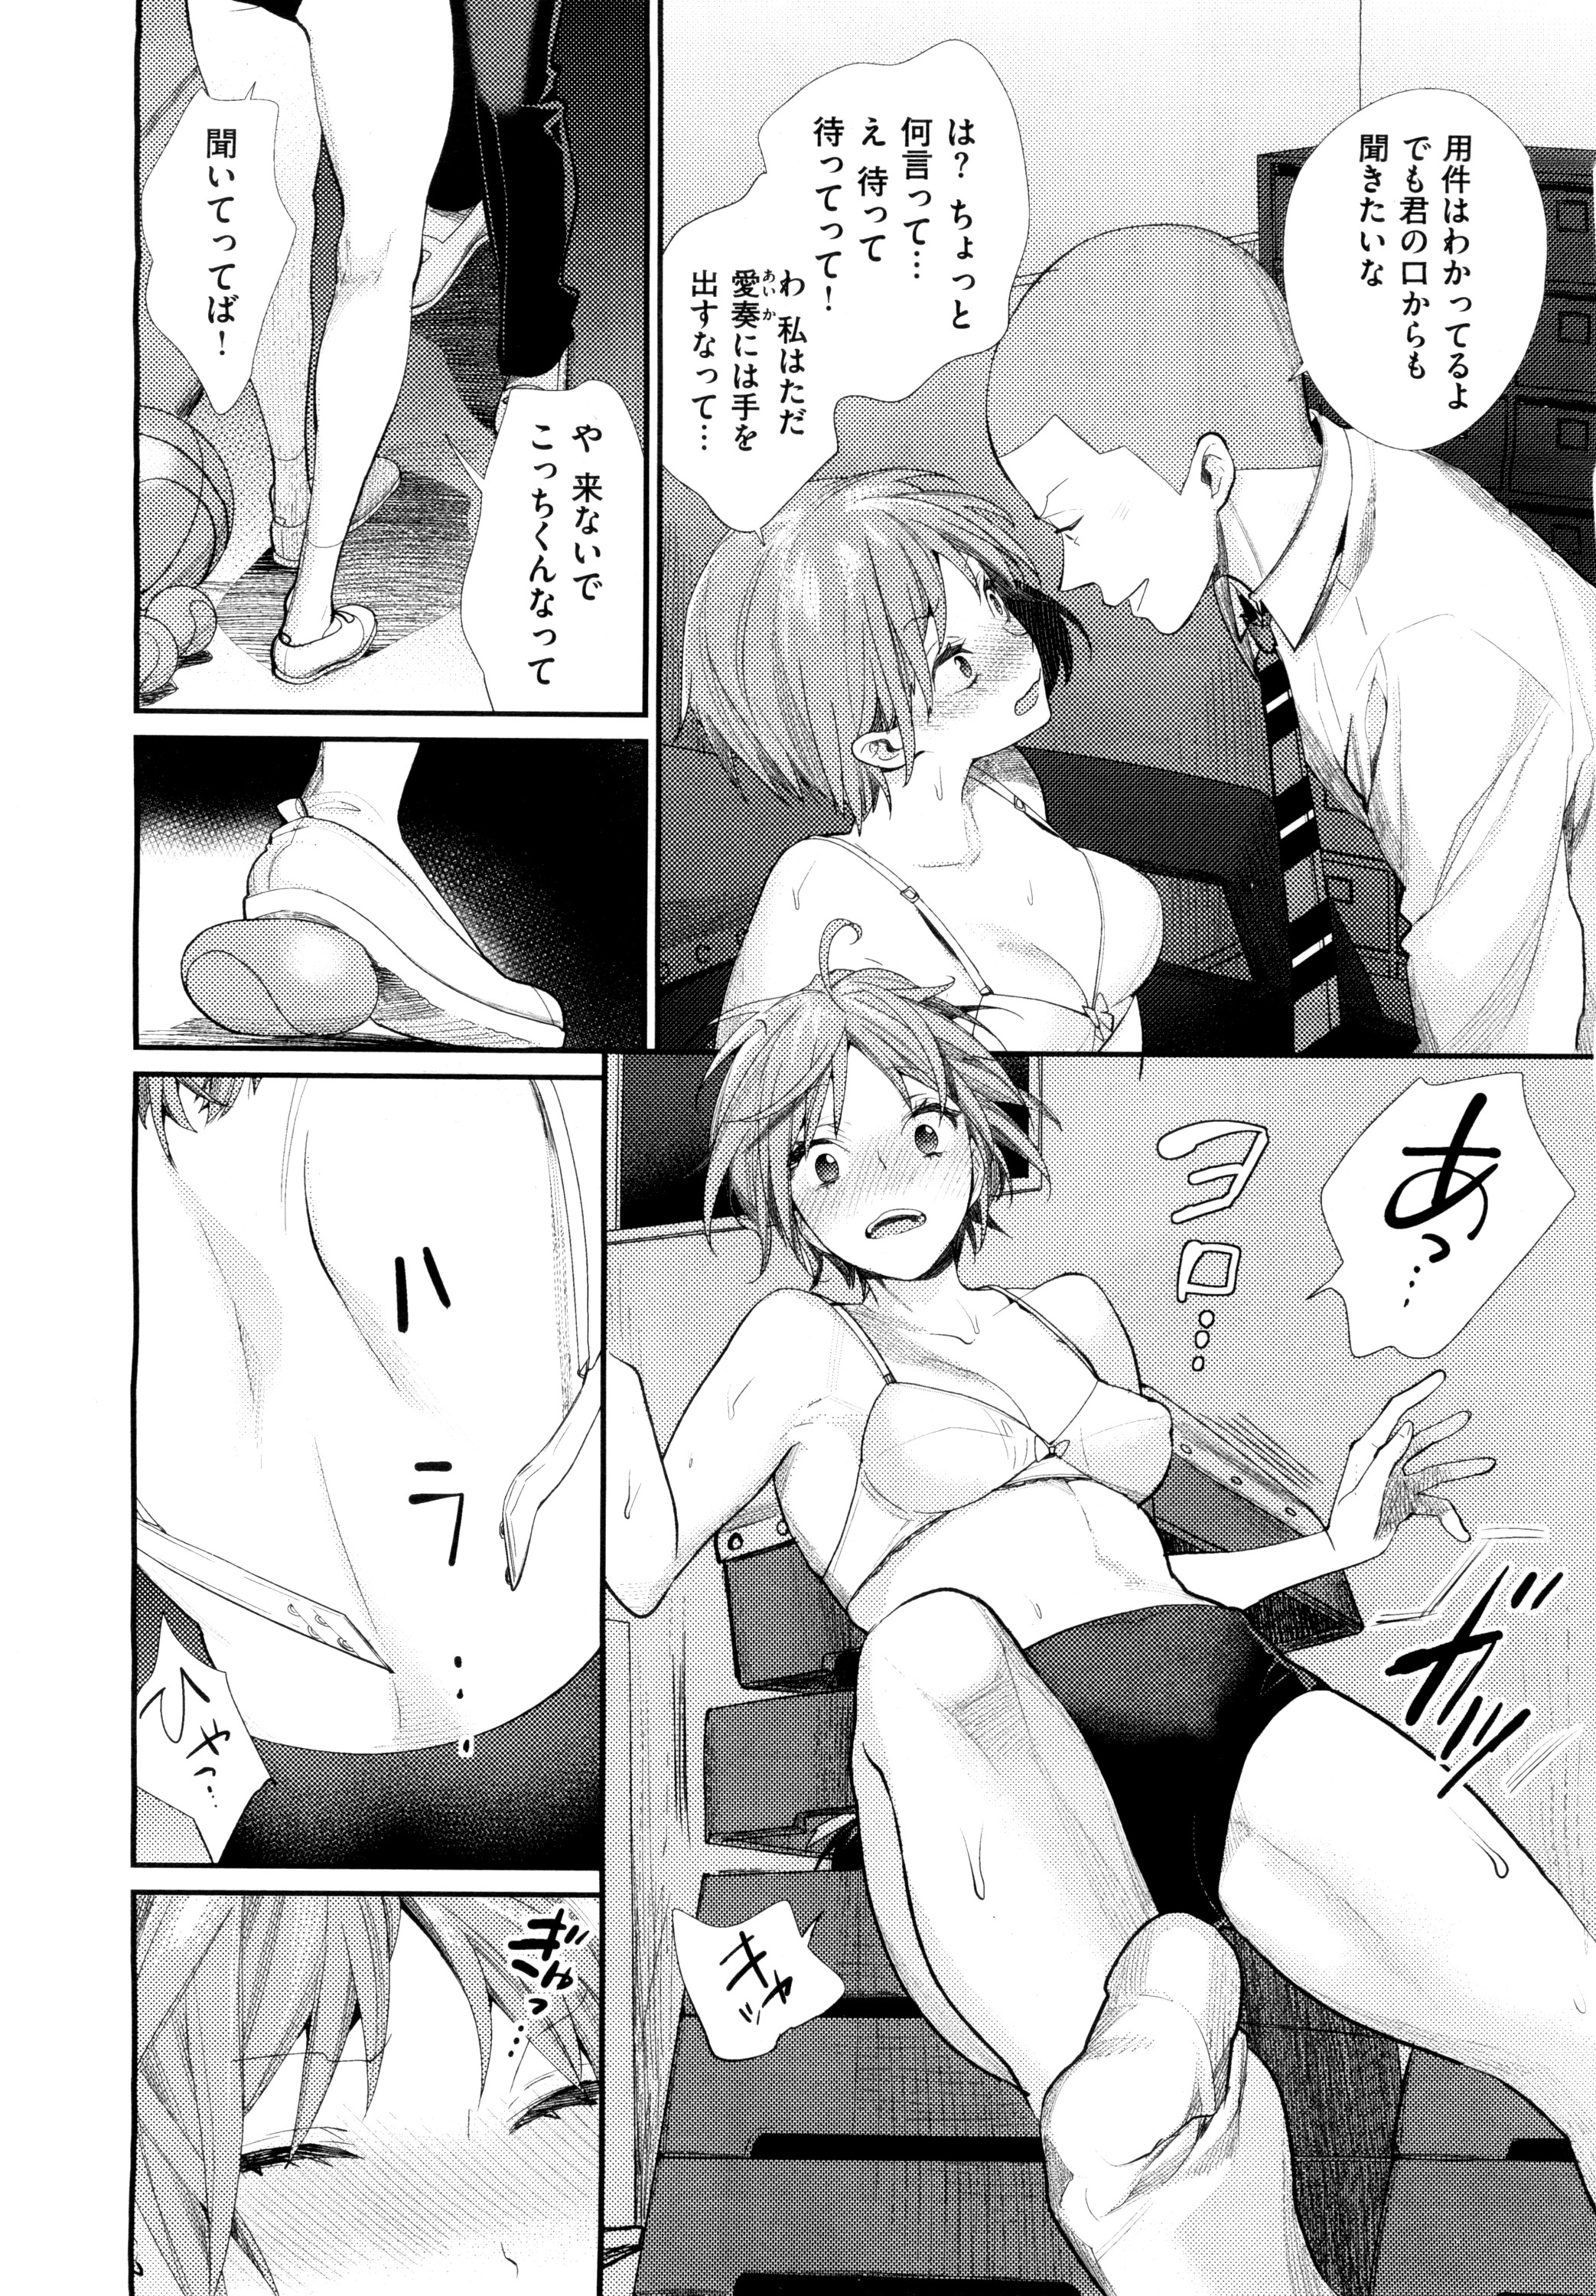 用件はわかってるよ
でも君の口からも
聞きたいな
は？ちょっと
何言って…
え 待って
待ってって！
わ 私はただ
愛奏には手を
出すなって…
あいか
や 来ないで
こっちくんなって
聞いてってば！
あっ…
ヨロ…
ガッ
キャッ
ハラ…
ひゃっ…
ぎゅっ…